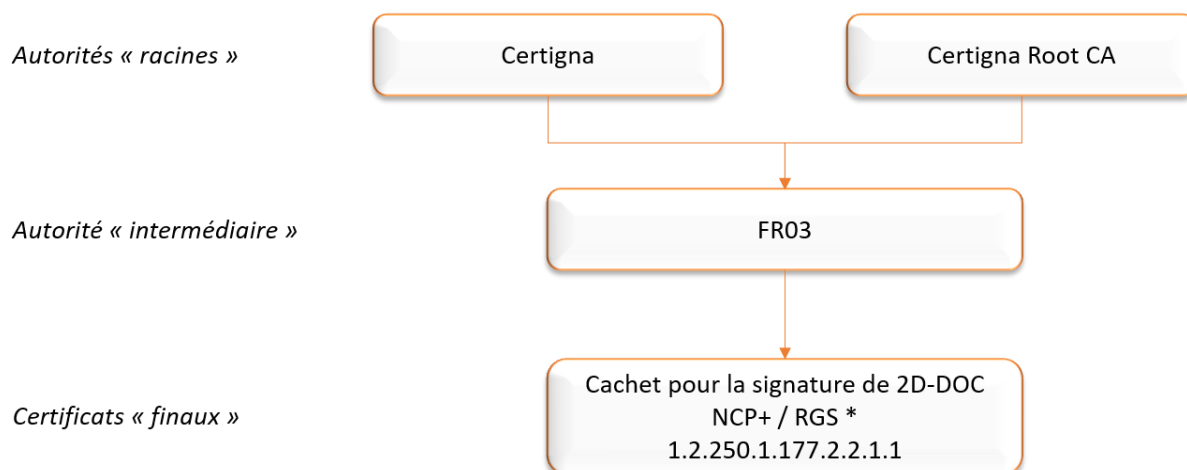 Autorités « racines »
Certigna
Certigna Root CA
Autorité « intermédiaire »
FR03
Certificats « finaux »
Cachet pour la signature de 2D-DOC
NCP+ / RGS *
1.2.250.1.177.2.2.1.1